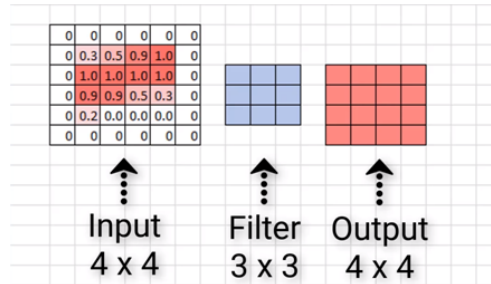 0 0 0 0 0 0
0 0.3 0.5 0.9 1.0 0
0 1.0 1.0 1.0 1.0 0
0 0.9 0.9 0.5 0.3 0
0 0.2 0.0 0.0 0.0 0
0 0 0 0 0 0
Input Filter Output
4 x 4 3 x 3 4 x 4